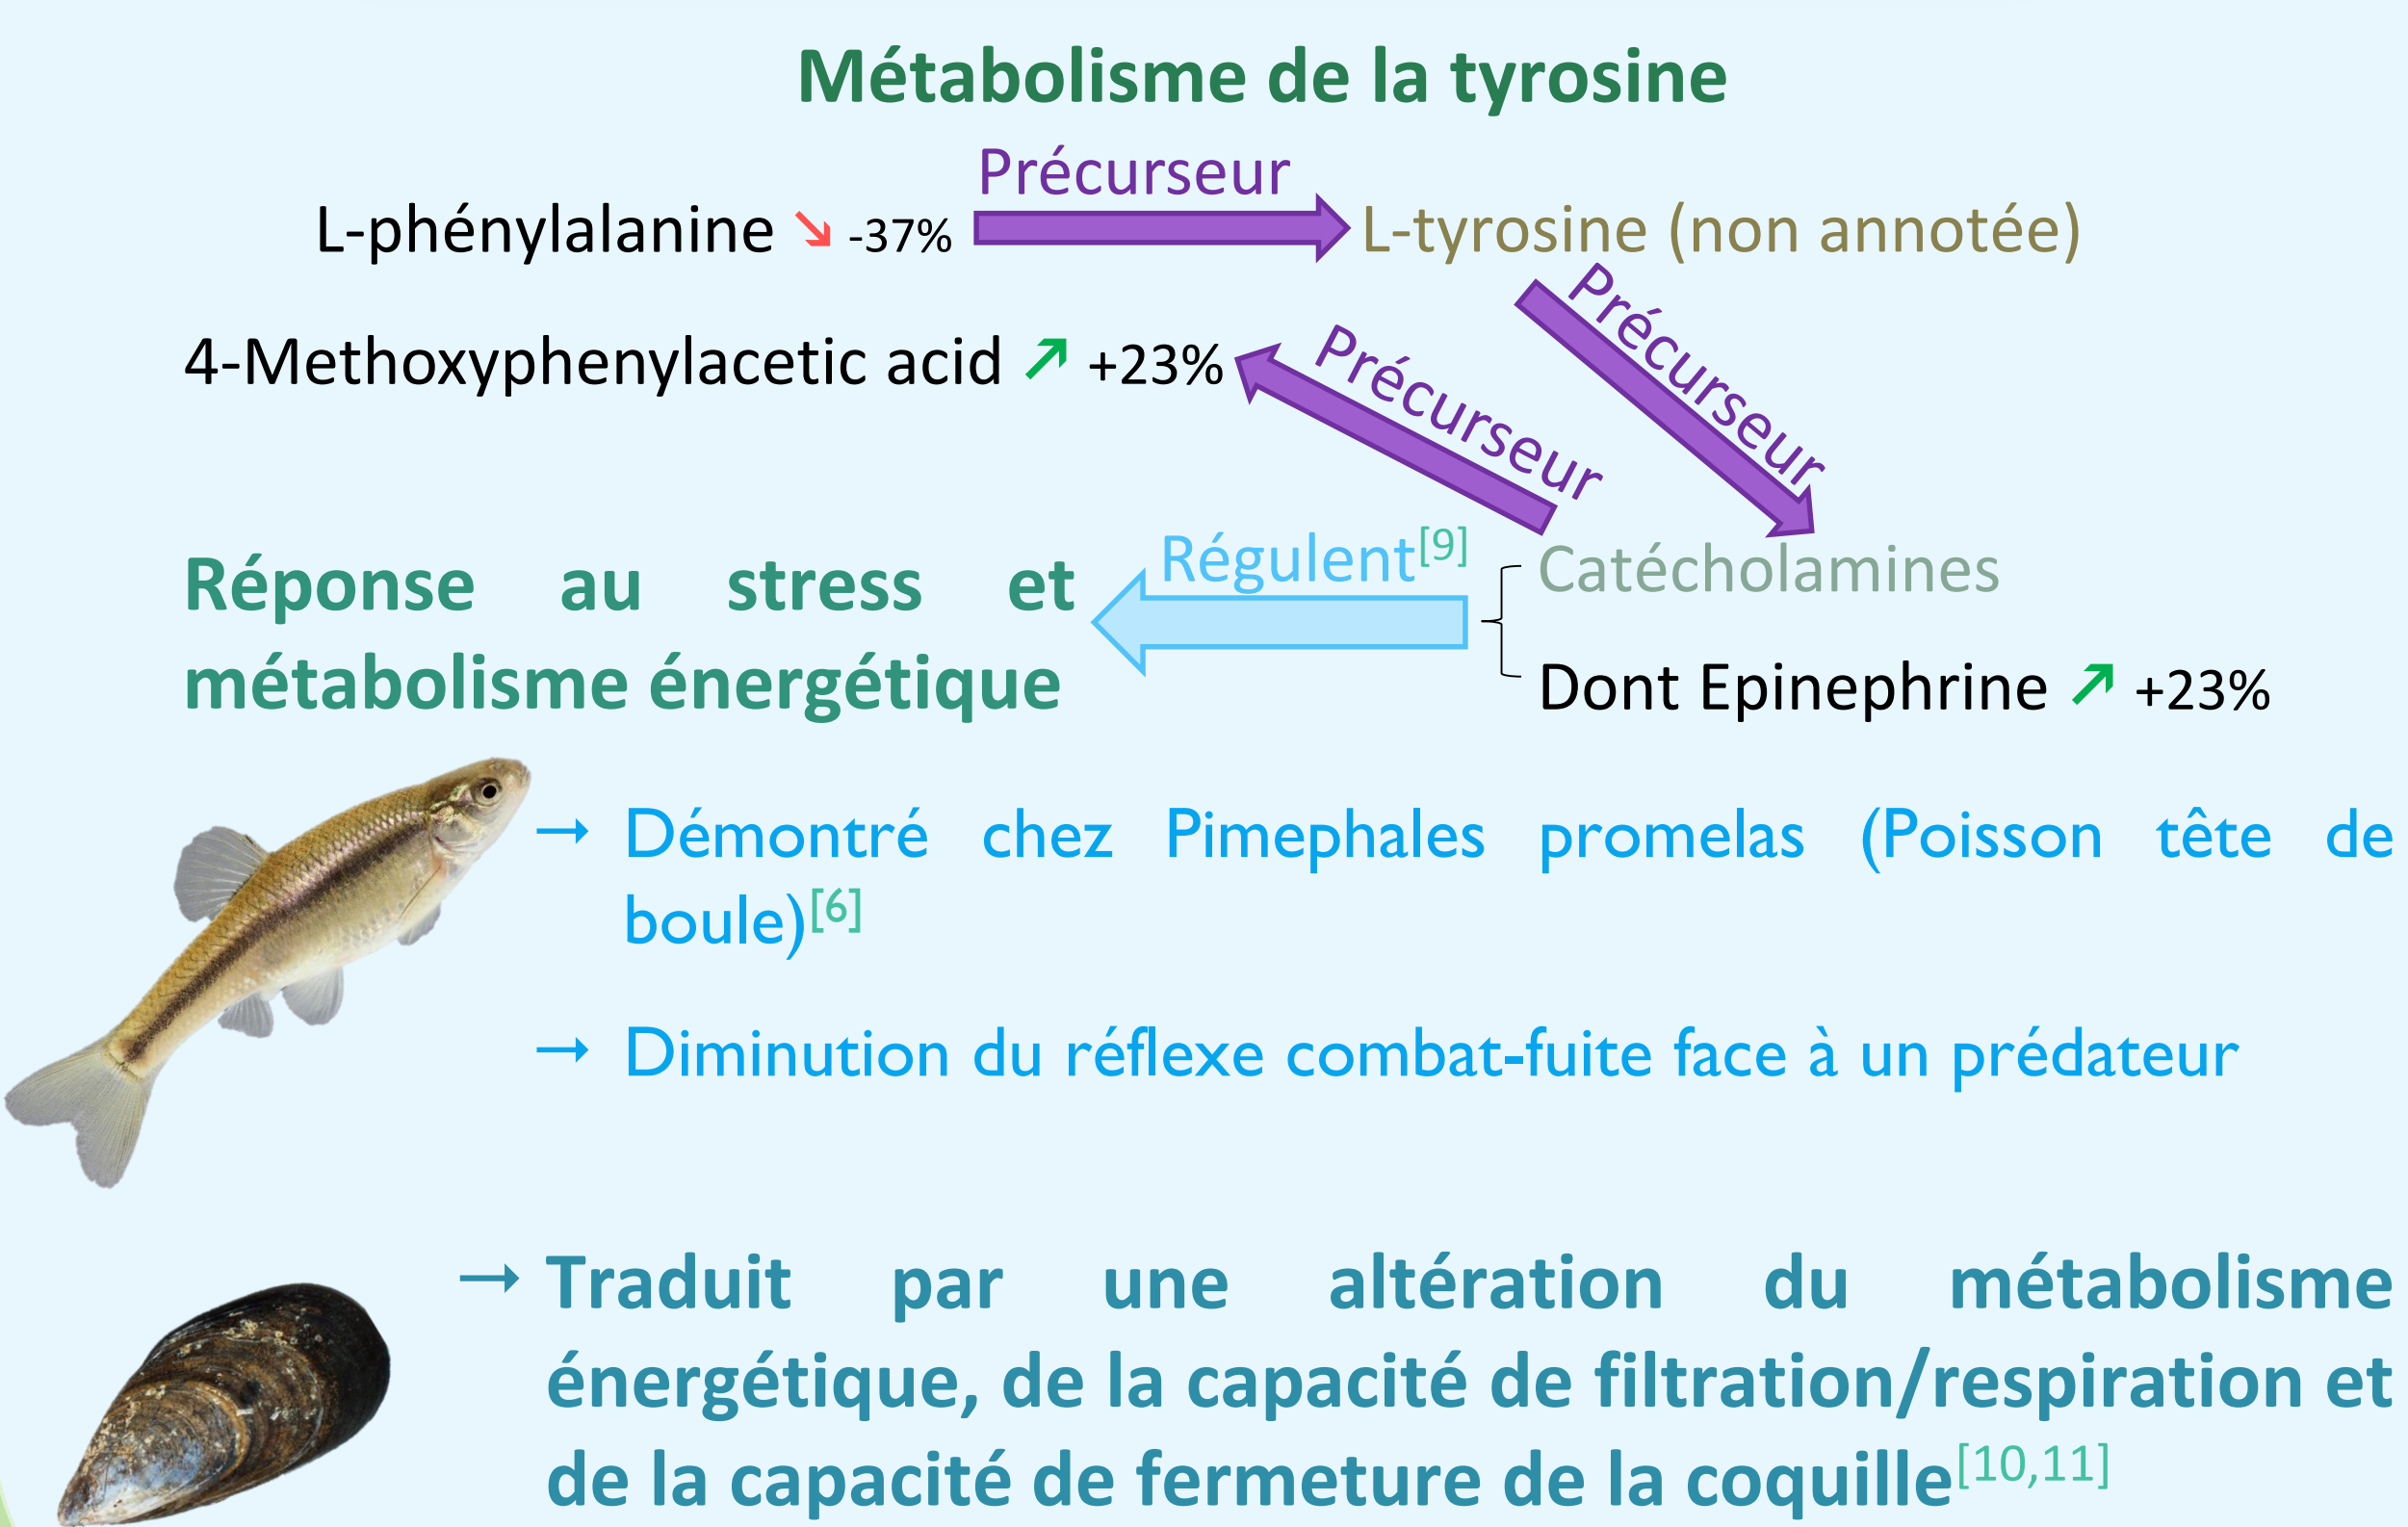 Métabolisme de la tyrosine
Précurseur
L-phénylalanine ↘ -37%
L-tyrosine (non annotée)
Précurseur
4-Methoxyphenylacetic acid ↗ +23%
Précurseur
Régulent[9]
Catécholamines
Dont Epinephrine ↗ +23%
Réponse au stress et
métabolisme énergétique
→ Démontré chez Pimephales promelas (Poisson tête de
boule)[6]
→ Diminution du réflexe combat-fuite face à un prédateur
→ Traduit par une altération du métabolisme
énergétique, de la capacité de filtration/respiration et
de la capacité de fermeture de la coquille[10,11]